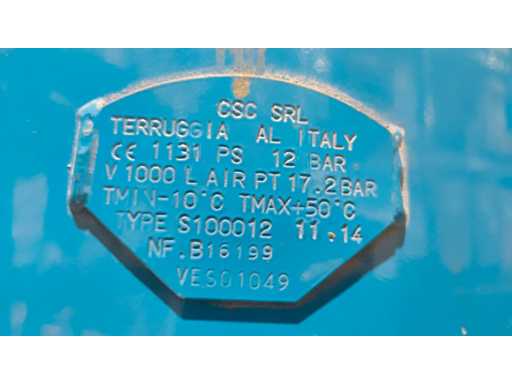 CSC SRL
TERRUGGIA AL ITALY
CE 1131 PS 12 BAR
V 1000 L AIR PT 17.2BAR
TMIN-10°C TMAX+50°C
TYPE S100012 11.14
NF.B16199
VES01049